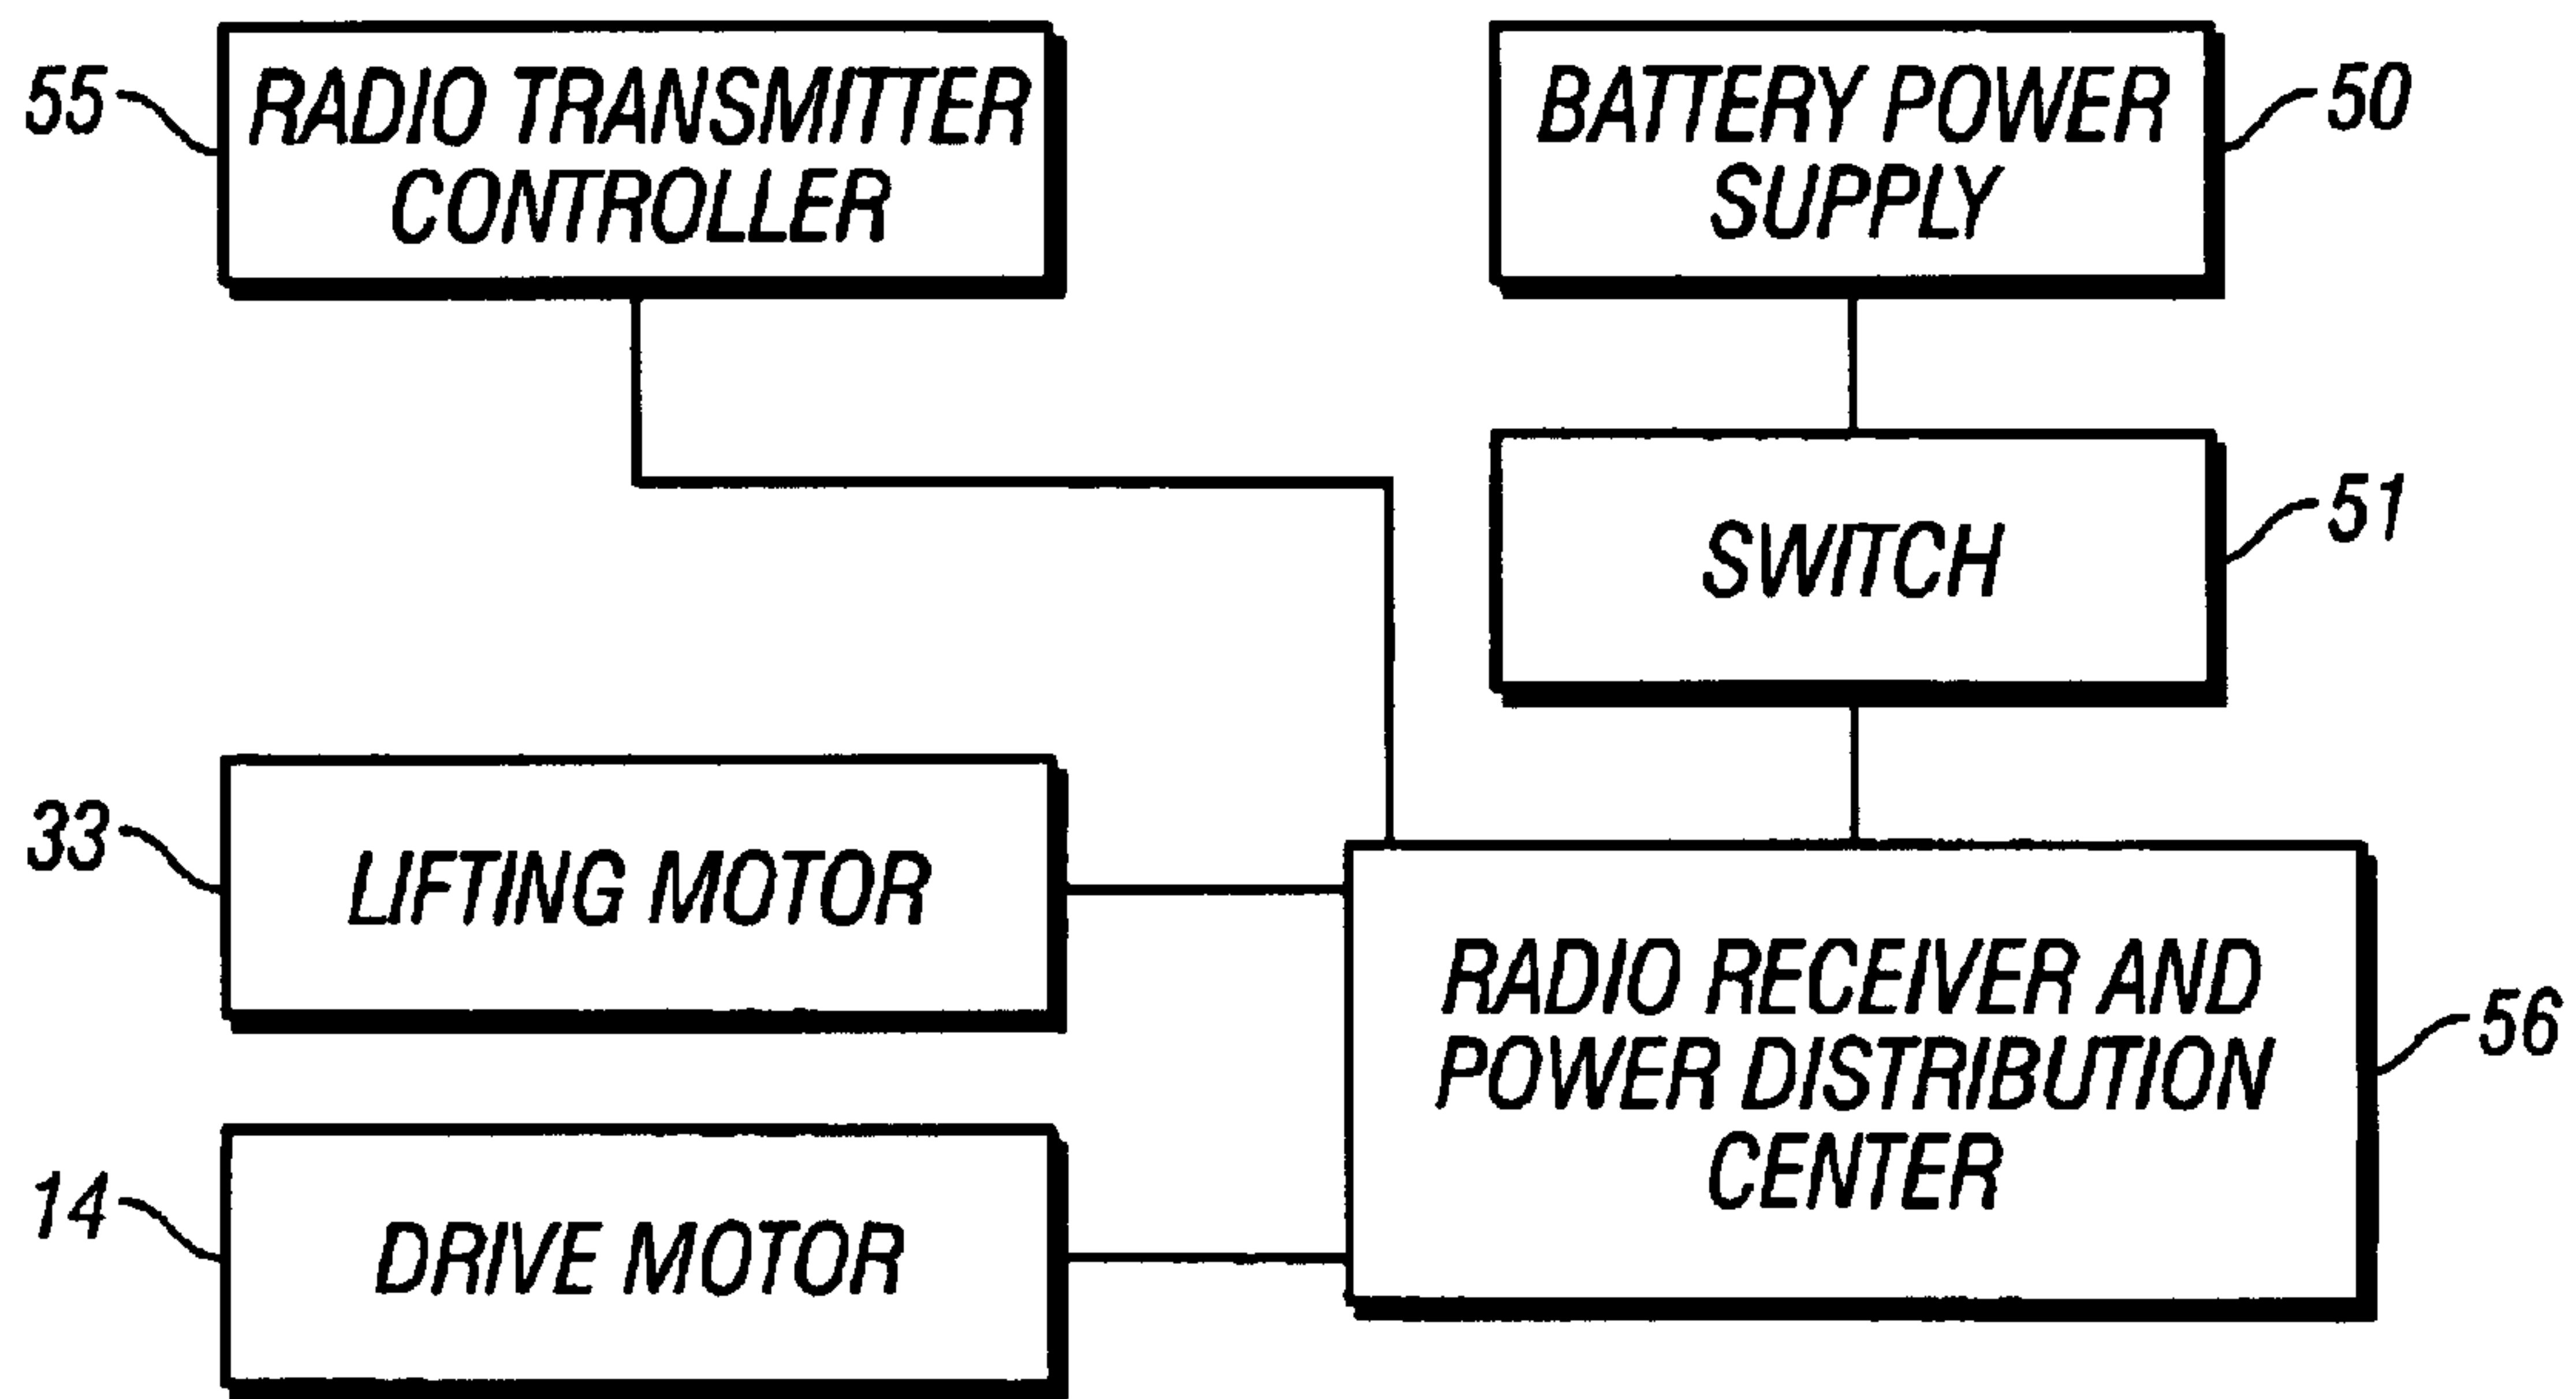 55
RADIO TRANSMITTER
CONTROLLER
BATTERY POWER
SUPPLY
50
SWITCH
51
33
LIFTING MOTOR
RADIO RECEIVER AND
POWER DISTRIBUTION
CENTER
56
14
DRIVE MOTOR